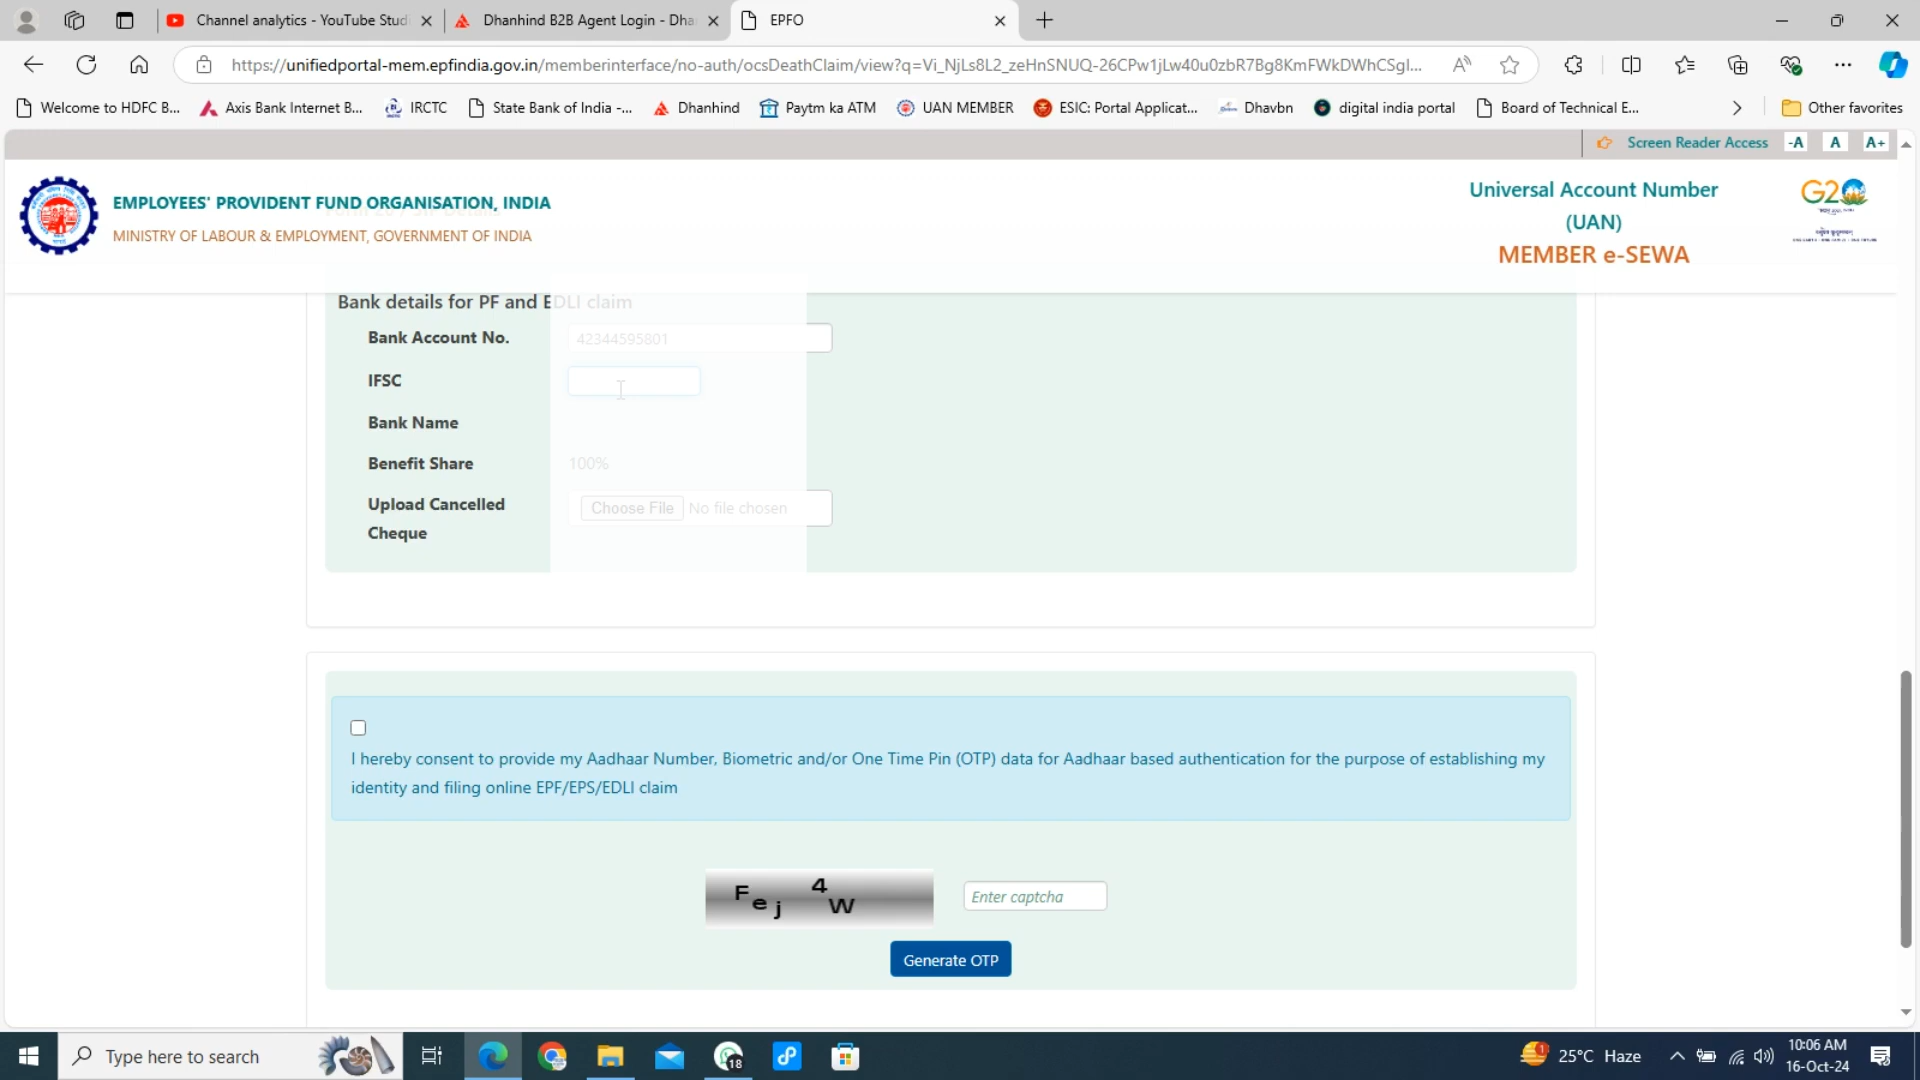 Channel analytics - YouTube Studi
Dhanhind B2B Agent Login - Dha
EPFO
https://unifiedportal-mem.epfindia.gov.in/memberinterface/no-auth/ocsDeathClaim/view?q=Vi_NjLs8L2_zeHnSNUQ-26CPw1jLw40u0zbR7Bg8KmFWkDWhCSgl...
Welcome to HDFC B...
Axis Bank Internet B...
IRCTC
State Bank of India -...
Dhanhind
Paytm ka ATM
UAN MEMBER
ESIC: Portal Applicat...
Dhavbn
digital india portal
Board of Technical E...
Other favorites
Screen Reader Access -A A A+
EMPLOYEES' PROVIDENT FUND ORGANISATION, INDIA
MINISTRY OF LABOUR & EMPLOYMENT, GOVERNMENT OF INDIA
Universal Account Number
(UAN)
MEMBER e-SEWA
G20
Bank details for PF and EDLI claim
Bank Account No. 42344595801
IFSC
Bank Name
Benefit Share 100%
Upload Cancelled
Cheque
Choose File No file chosen
I hereby consent to provide my Aadhaar Number, Biometric and/or One Time Pin (OTP) data for Aadhaar based authentication for the purpose of establishing my
identity and filing online EPF/EPS/EDLI claim
Fej 4W
Enter captcha
Generate OTP
Type here to search
18
1
25°C Haze
10:06 AM
16-Oct-24